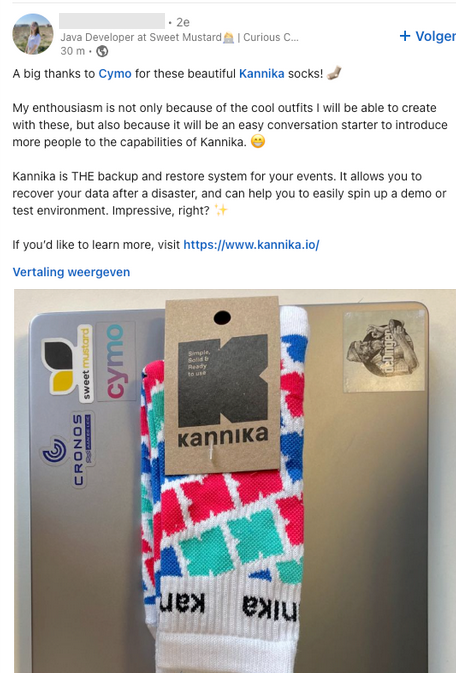 • 2e
Java Developer at Sweet Mustard | Curious C...
30 m •
+ Volgen
A big thanks to Cymo for these beautiful Kannika socks! 🧦
My enthusiasm is not only because of the cool outfits I will be able to create
with these, but also because it will be an easy conversation starter to introduce
more people to the capabilities of Kannika. 😁
Kannika is THE backup and restore system for your events. It allows you to
recover your data after a disaster, and can help you to easily spin up a demo or
test environment. Impressive, right? ✨
If you'd like to learn more, visit https://www.kannika.io/
Vertaling weergeven
sweet mustard
cymo
CRONOS
Simple,
Solid &
Ready
to use
K
kannika
kan
kann